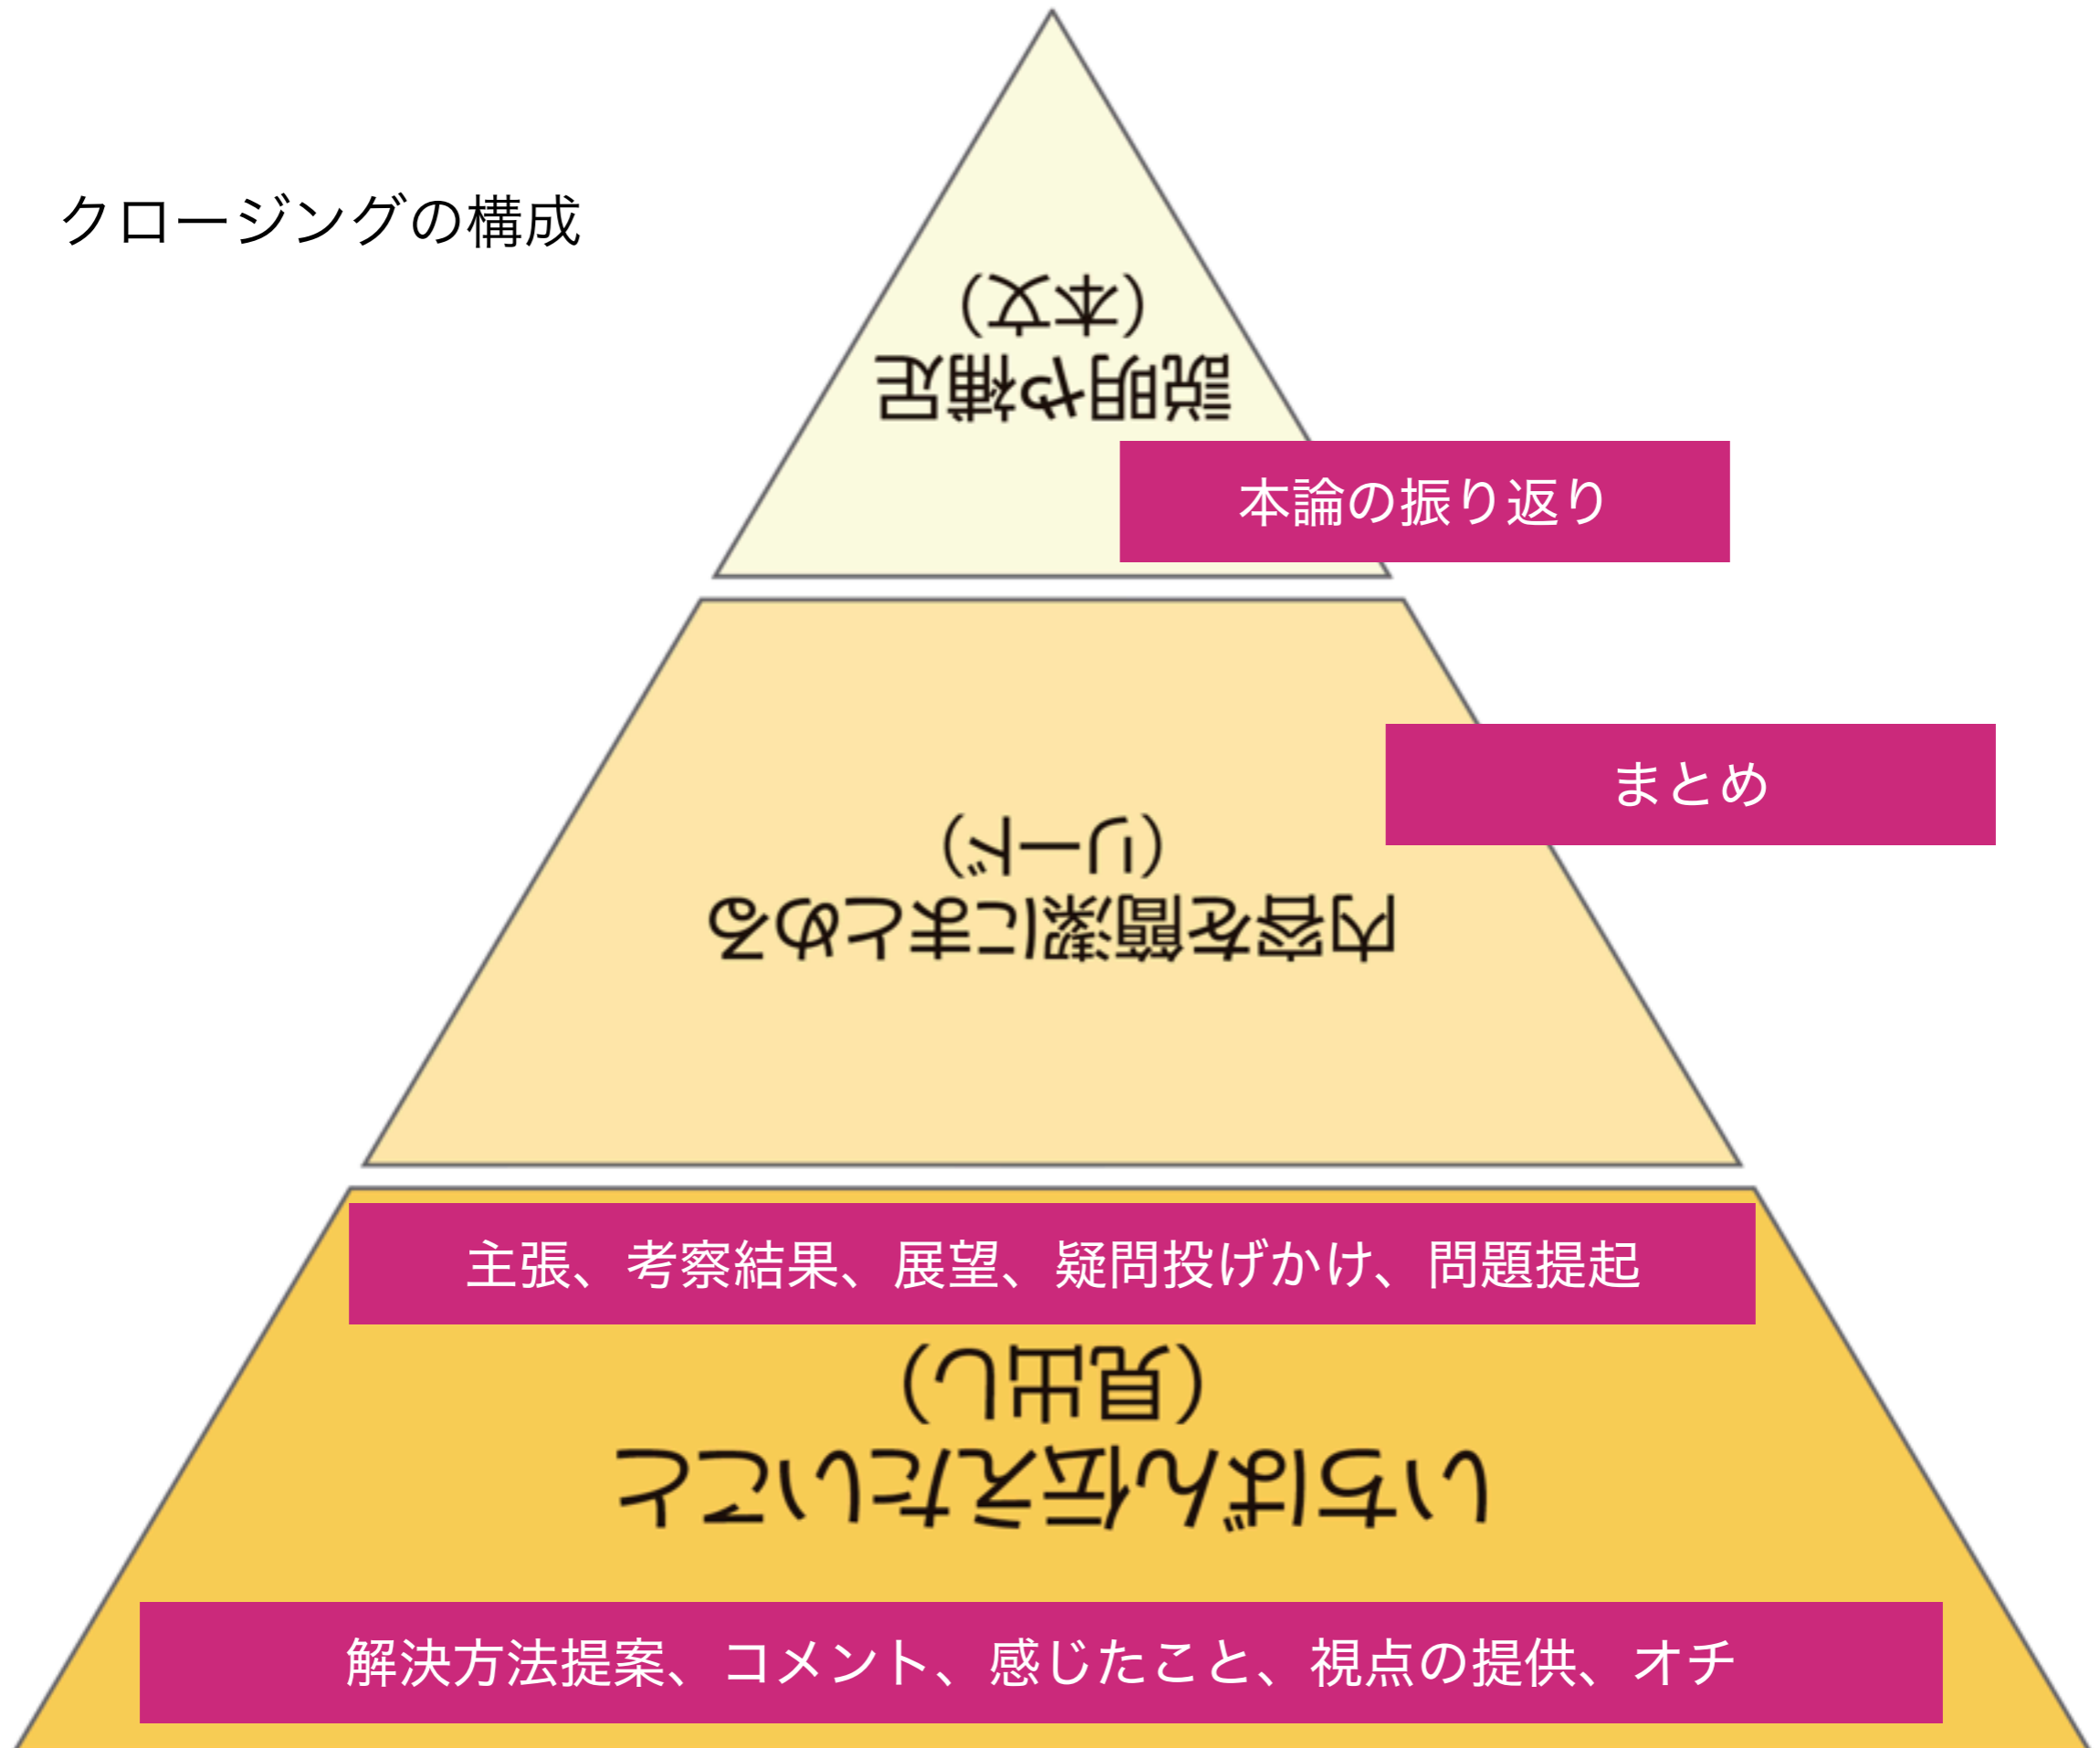 クロージングの構成
（本文）
説明や補足
本論の振り返り
まとめ
（リード）
内容を簡潔にまとめる
主張、考察結果、展望、疑問投げかけ、問題提起
（見出し）
いちばん伝えたいこと
解決方法提案、コメント、感じたこと、視点の提供、オチ